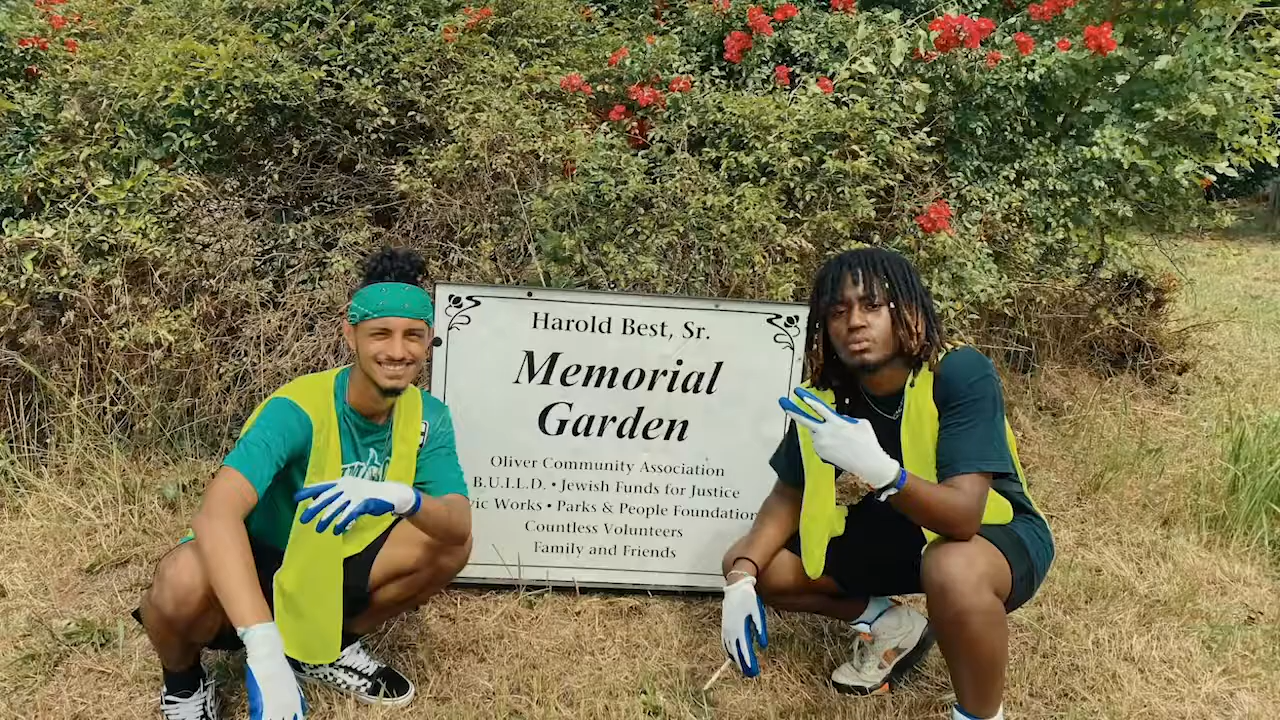 Harold Best, Sr.
Memorial
Garden
Oliver Community Association
B.U.I.L.D. • Jewish Funds for Justice
Works • Parks & People Foundation
Countless Volunteers
Family and Friends